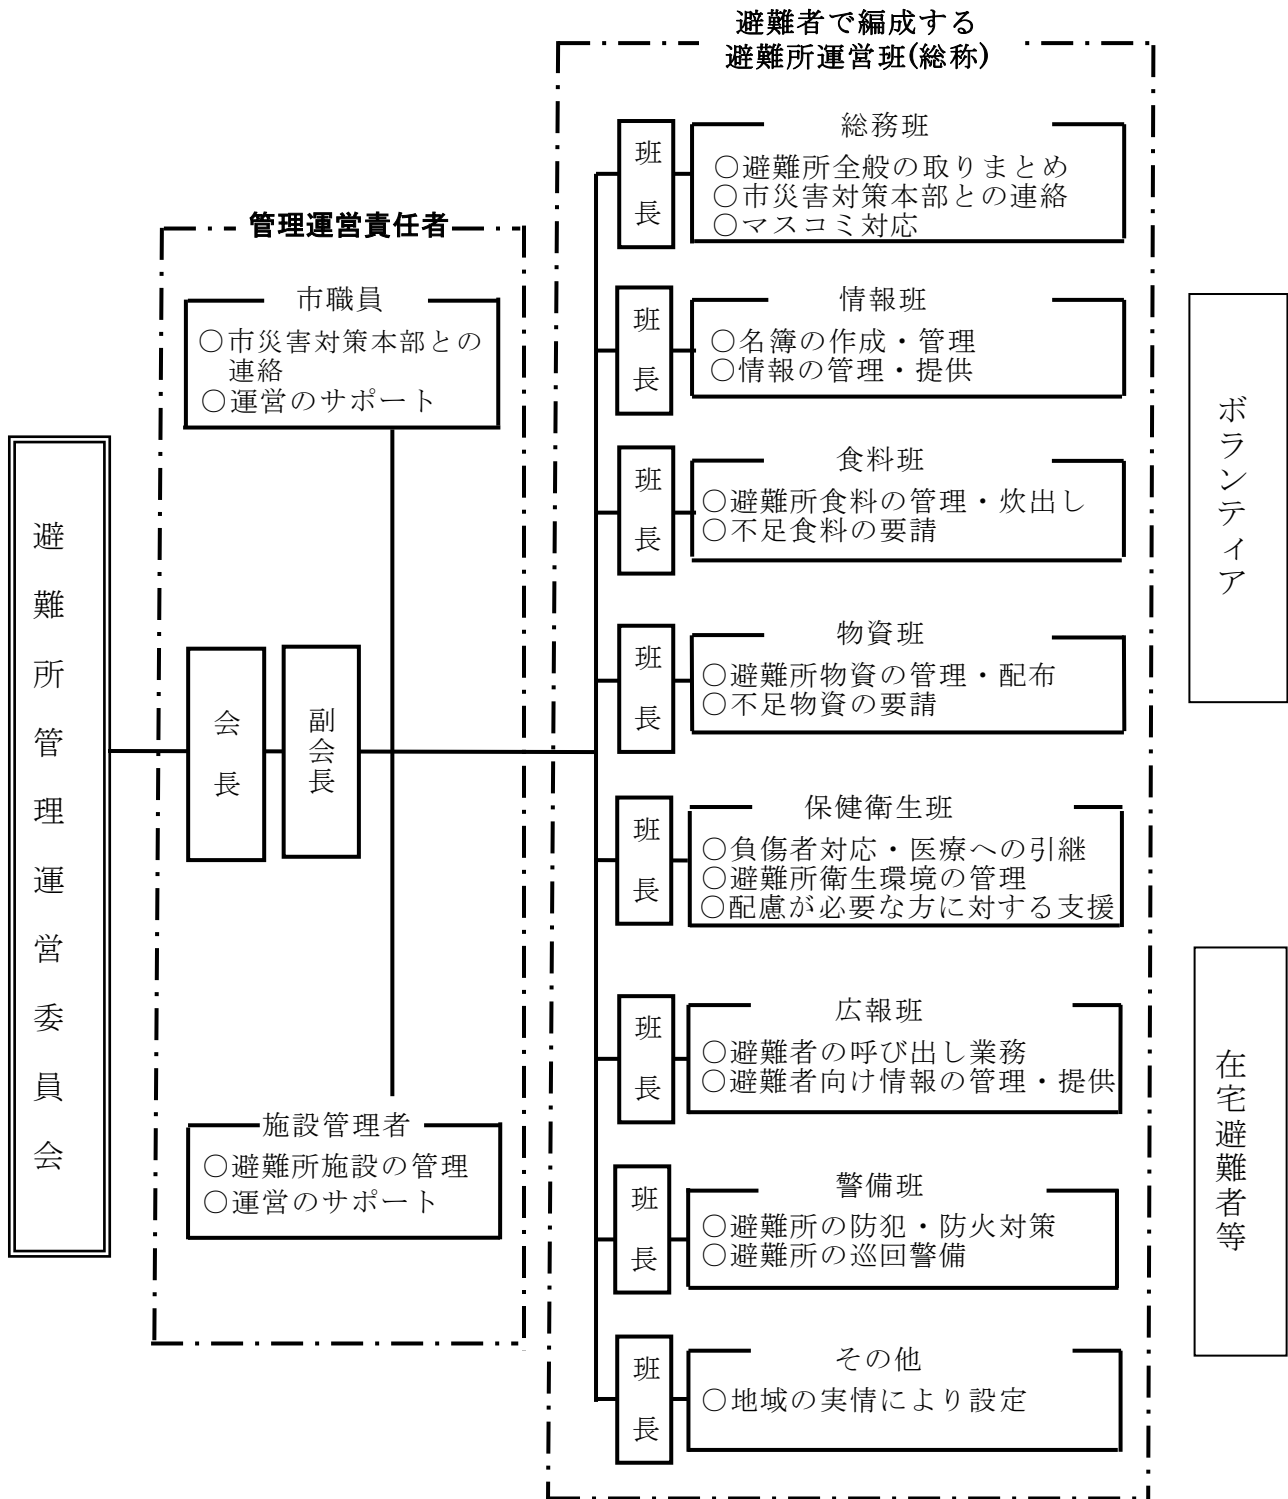 避難者で編成する
避難所運営班(総称)
避難所管理運営委員会
管理運営責任者
市職員
○市災害対策本部との
連絡
○運営のサポート
会長
副会長
施設管理者
○避難所施設の管理
○運営のサポート
班長
総務班
○避難所全般の取りまとめ
○市災害対策本部との連絡
○マスコミ対応
班長
情報班
○名簿の作成・管理
○情報の管理・提供
班長
食料班
○避難所食料の管理・炊出し
○不足食料の要請
班長
物資班
○避難所物資の管理・配布
○不足物資の要請
班長
保健衛生班
○負傷者対応・医療への引継
○避難所衛生環境の管理
○配慮が必要な方に対する支援
班長
広報班
○避難者の呼び出し業務
○避難者向け情報の管理・提供
班長
警備班
○避難所の防犯・防火対策
○避難所の巡回警備
班長
その他
○地域の実情により設定
ボランティア
在宅避難者等